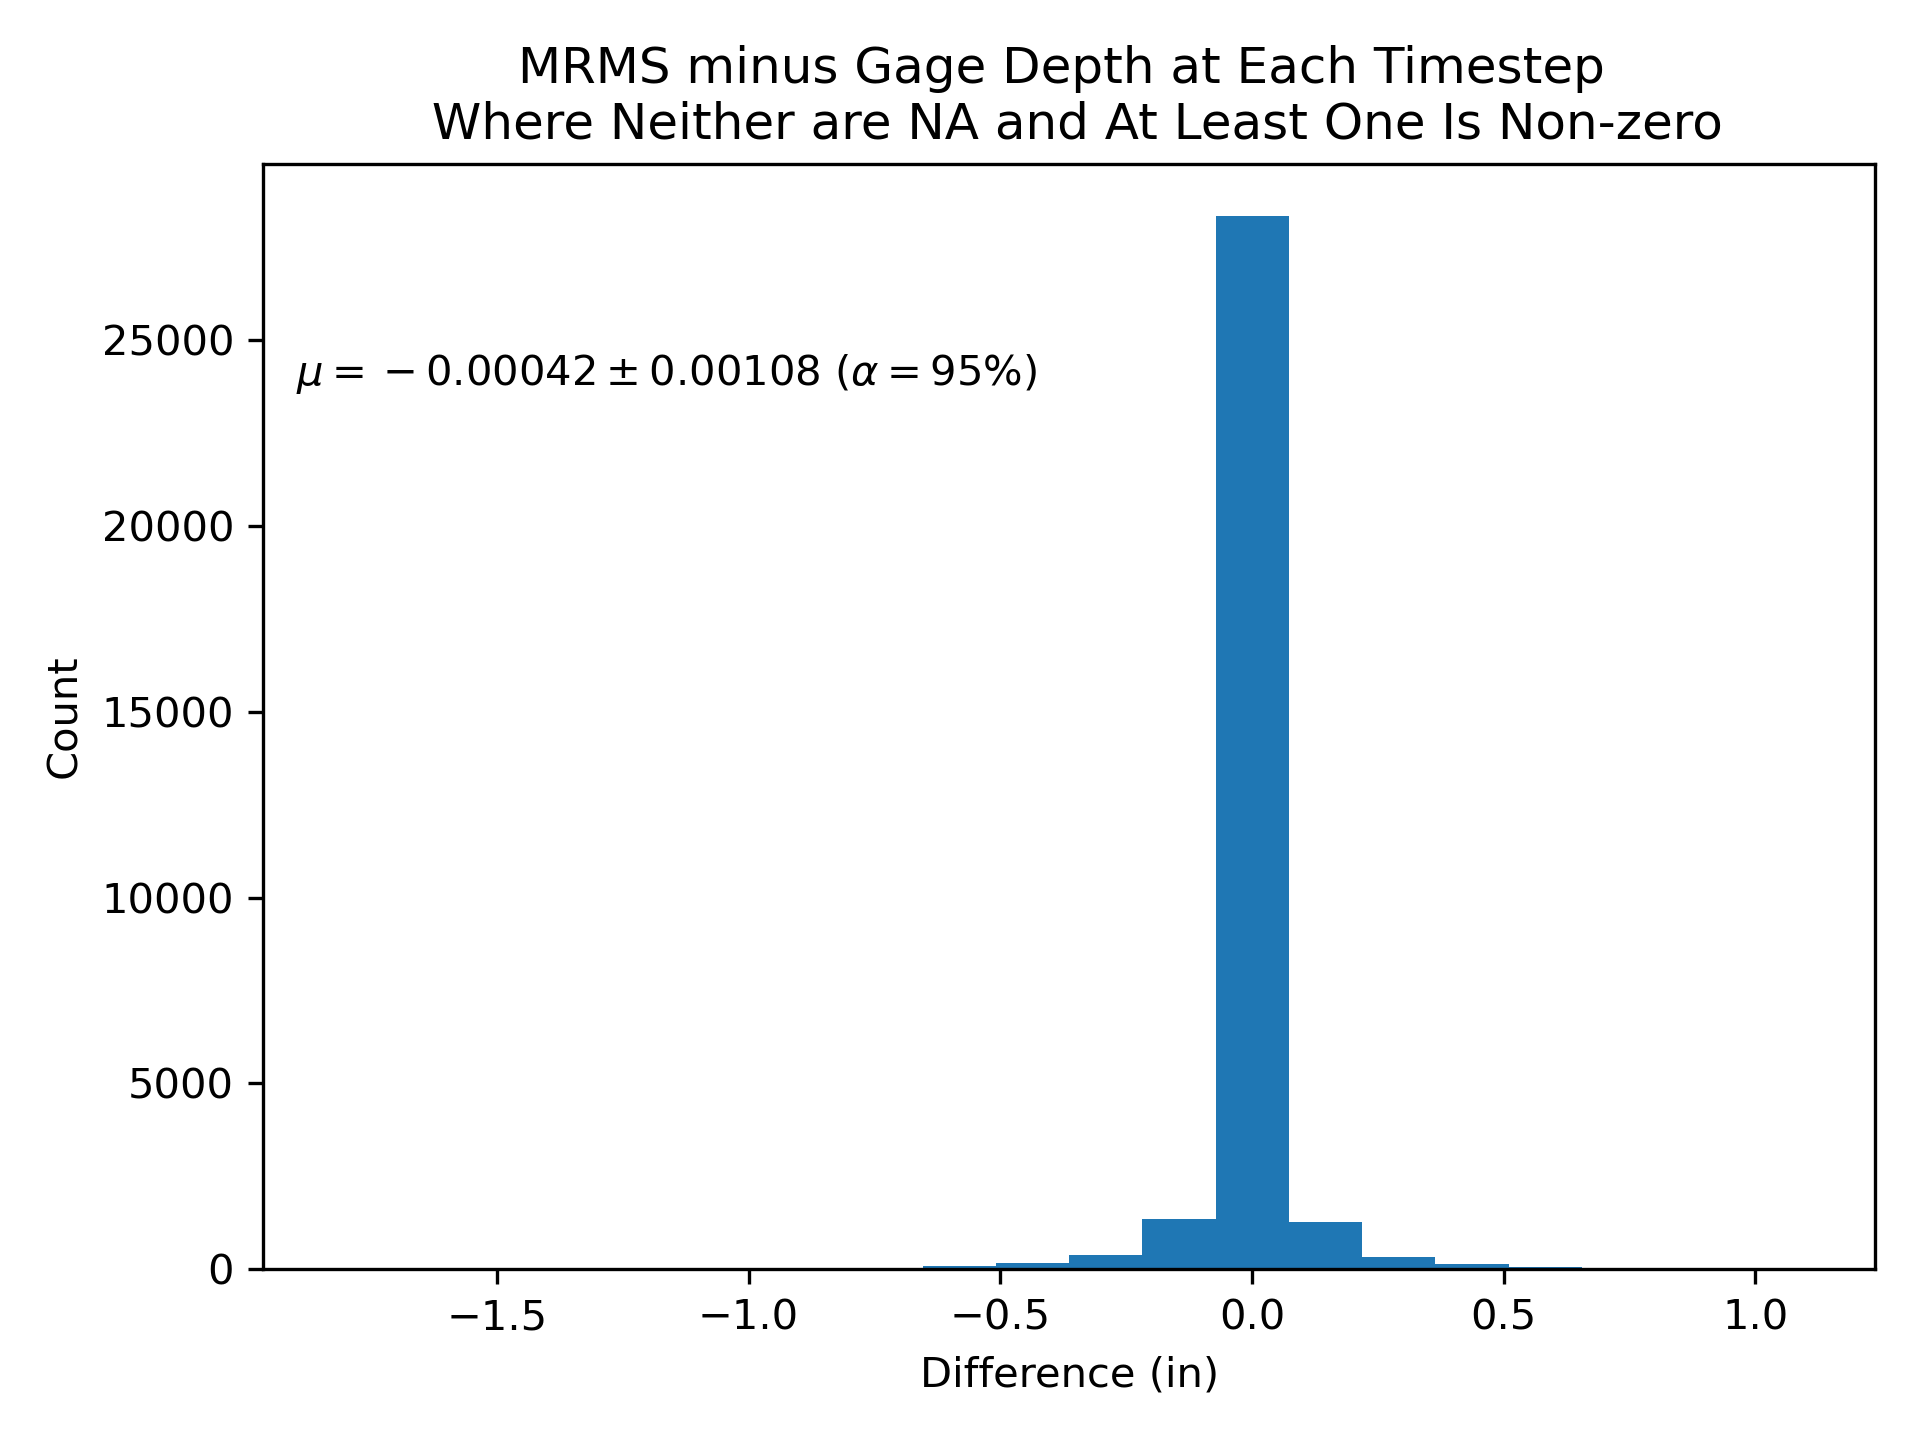 MRMS minus Gage Depth at Each Timestep
Where Neither are NA and At Least One Is Non-zero
μ = −0.00042 ± 0.00108 (α = 95%)
25000
20000
15000
10000
5000
0
Count
−1.5
−1.0
−0.5
0.0
0.5
1.0
Difference (in)